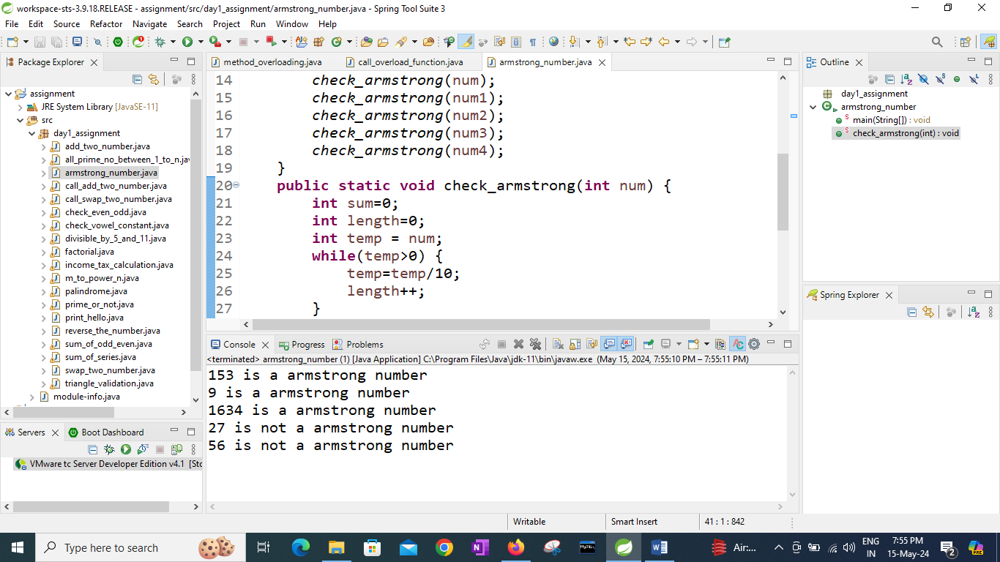 workspace-sts-3.9.18.RELEASE - assignment/src/day1_assignment/armstrong_number.java - Spring Tool Suite 3
File Edit Source Refactor Navigate Search Project Run Window Help
Package Explorer
assignment
JRE System Library [JavaSE-11]
src
day1_assignment
add_two_number.java
all_prime_no_between_1_to_n.jav
armstrong_number.java
call_add_two_number.java
call_swap_two_number.java
check_even_odd.java
check_vowel_constant.java
divisible_by_5_and_11.java
factorial.java
income_tax_calculation.java
m_to_power_n.java
palindrome.java
prime_or_not.java
print_hello.java
reverse_the_number.java
sum_of_odd_even.java
sum_of_series.java
swap_two_number.java
triangle_validation.java
module-info.java
Servers Boot Dashboard
VMware tc Server Developer Edition v4.1 [Sto
method_overloading.java call_overload_function.java armstrong_number.java
14 check_armstrong(num);
15 check_armstrong(num1);
16 check_armstrong(num2);
17 check_armstrong(num3);
18 check_armstrong(num4);
19 }
20 public static void check_armstrong(int num) {
21 int sum=0;
22 int length=0;
23 int temp = num;
24 while(temp>0) {
25 temp=temp/10;
26 length++;
27 }
Console Progress Problems
<terminated> armstrong_number (1) [Java Application] C:\Program Files\Java\jdk-11\bin\javaw.exe (May 15, 2024, 7:55:10 PM – 7:55:11 PM)
153 is a armstrong number
9 is a armstrong number
1634 is a armstrong number
27 is not a armstrong number
56 is not a armstrong number
Outline
day1_assignment
armstrong_number
main(String[]) : void
check_armstrong(int) : void
Spring Explorer
Writable Smart Insert 41 : 1 : 842
Type here to search
Air:...
ENG
IN
7:55 PM
15-May-24
2